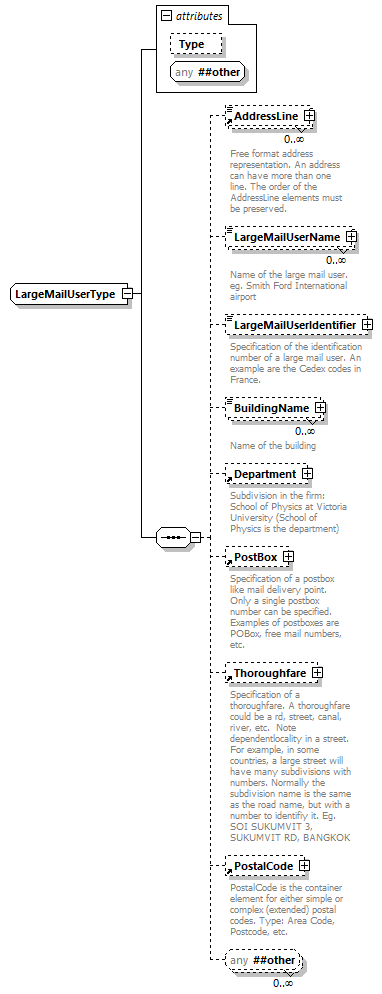 attributes
Type
any ##other
AddressLine
0..∞
Free format address
representation. An address
can have more than one
line. The order of the
AddressLine elements must
be preserved.
LargeMailUserName
0..∞
Name of the large mail user.
eg. Smith Ford International
airport
LargeMailUserType
LargeMailUserIdentifier
Specification of the identification
number of a large mail user. An
example are the Cedex codes in
France.
BuildingName
0..∞
Name of the building
Department
Subdivision in the firm:
School of Physics at Victoria
University (School of
Physics is the department)
PostBox
Specification of a postbox
like mail delivery point.
Only a single postbox
number can be specified.
Examples of postboxes are
POBox, free mail numbers,
etc.
Thoroughfare
Specification of a
thoroughfare. A thoroughfare
could be a rd, street, canal,
river, etc.  Note
dependentlocality in a street.
For example, in some
countries, a large street will
have many subdivisions with
numbers. Normally the
subdivision name is the same
as the road name, but with a
number to identifiy it. Eg.
SOI SUKUMVIT 3,
SUKUMVIT RD, BANGKOK
PostalCode
PostalCode is the container
element for either simple or
complex (extended) postal
codes. Type: Area Code,
Postcode, etc.
any ##other
0..∞